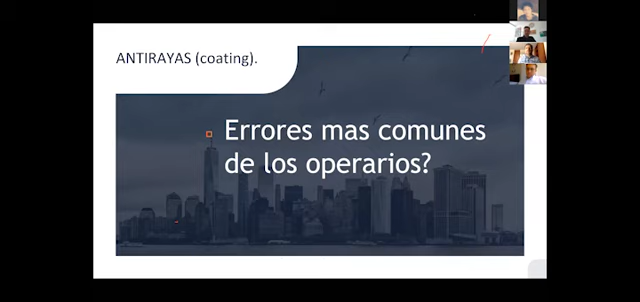 ANTIRAYAS (coating).
Errores mas comunes
de los operarios?